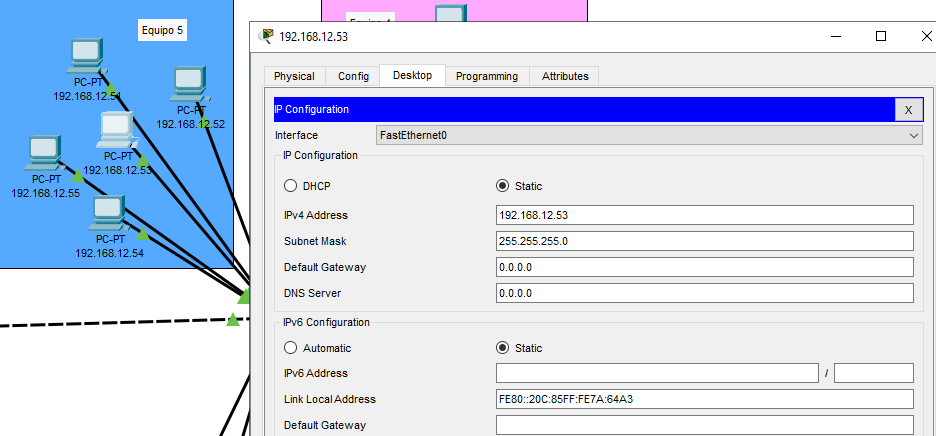 Equipo 5
PC-PT
192.168.12.51
PC-PT
192.168.12.52
PC-PT
192.168.12.53
PC-PT
192.168.12.55
PC-PT
192.168.12.54
192.168.12.53
Physical Config Desktop Programming Attributes
IP Configuration X
Interface FastEthernet0
IP Configuration
DHCP Static
IPv4 Address 192.168.12.53
Subnet Mask 255.255.255.0
Default Gateway 0.0.0.0
DNS Server 0.0.0.0
IPv6 Configuration
Automatic Static
IPv6 Address /
Link Local Address FE80::20C:85FF:FE7A:64A3
Default Gateway